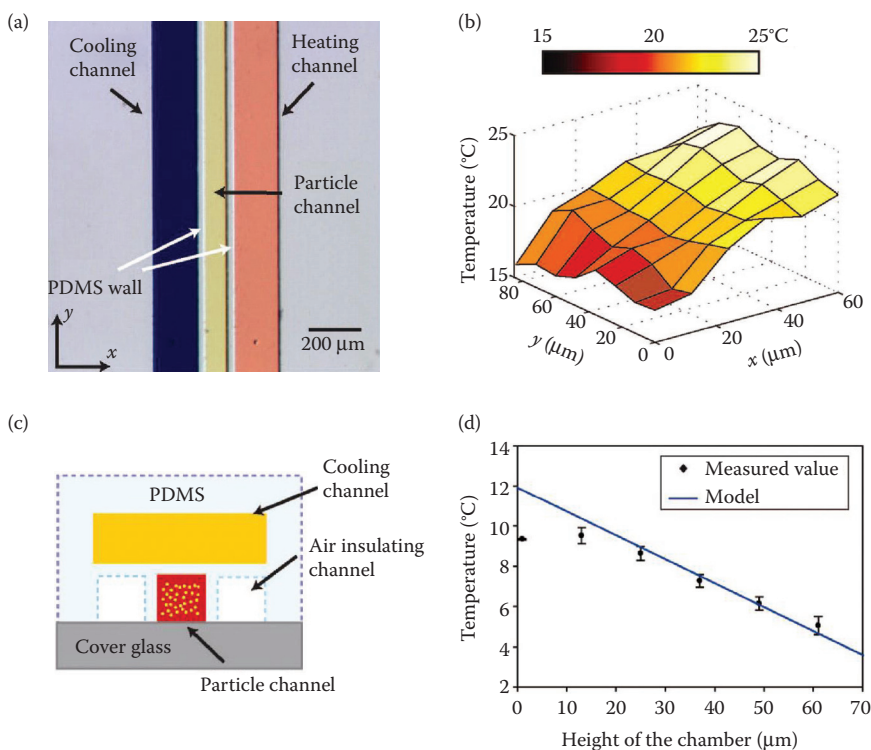 (a)
Cooling
channel
Heating
channel
Particle
channel
PDMS wall
y
x
200 μm
(b)
15 20 25°C
Temperature (°C)
25
20
15
80
60
40
20
0
y (μm)
0
20
40
60
x (μm)
(c)
PDMS
Cooling
channel
Air insulating
channel
Cover glass
Particle channel
(d)
Temperature (°C)
14
12
10
8
6
4
2
Measured value
Model
0 10 20 30 40 50 60 70
Height of the chamber (μm)